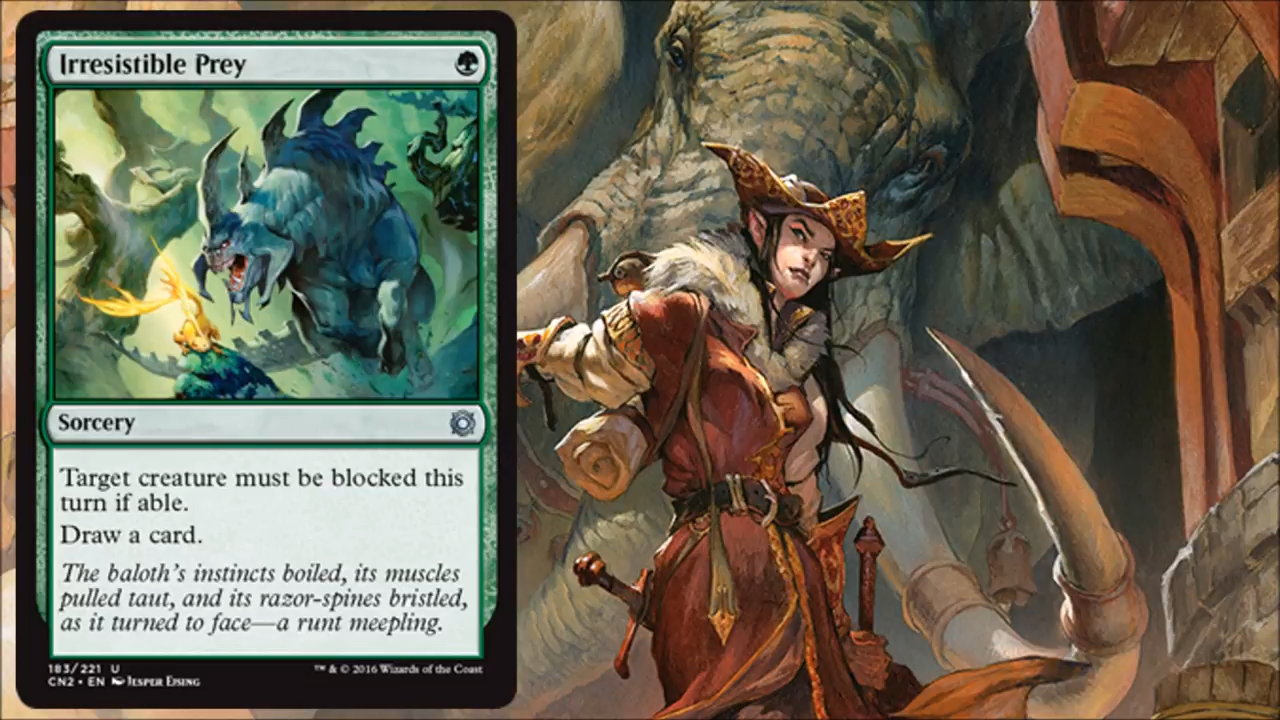 Irresistible Prey
Sorcery
Target creature must be blocked this
turn if able.
Draw a card.
The baloth's instincts boiled, its muscles
pulled taut, and its razor-spines bristled,
as it turned to face—a runt meepling.
183/221 U
™ & © 2016 Wizards of the Coast
CN2 • EN Jesper Ejsing